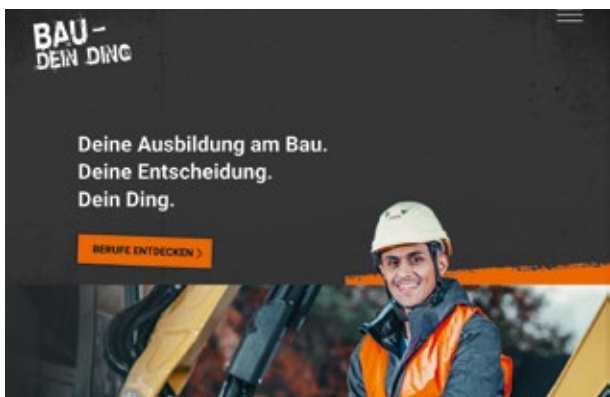 BAU-
DEIN DING
Deine Ausbildung am Bau.
Deine Entscheidung.
Dein Ding.
BERUFE ENTDECKEN >